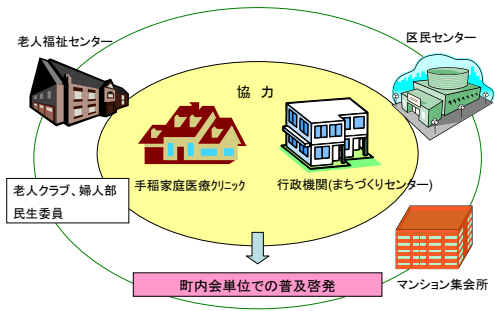 老人福祉センター
区民センター
協 力
手稲家庭医療クリニック
行政機関(まちづくりセンター)
老人クラブ、婦人部
民生委員
マンション集会所
町内会単位での普及啓発